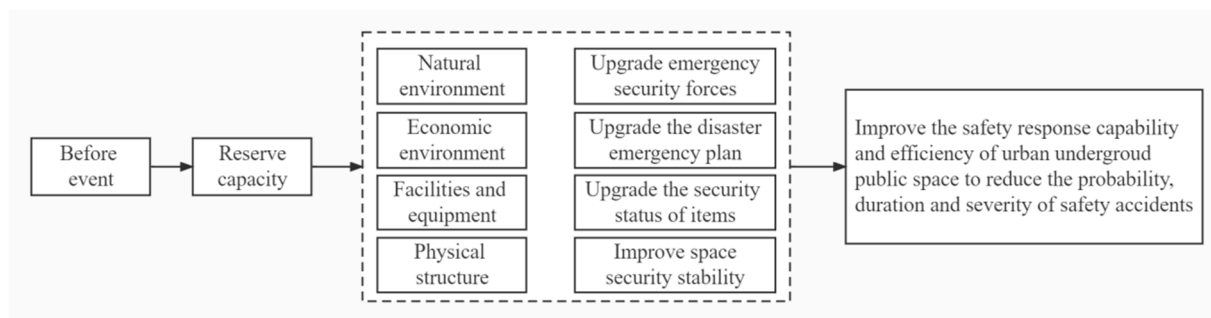 Before
event
Reserve
capacity
Natural
environment
Economic
environment
Facilities and
equipment
Physical
structure
Upgrade emergency
security forces
Upgrade the disaster
emergency plan
Upgrade the security
status of items
Improve space
security stability
Improve the safety response capability
and efficiency of urban undergroud
public space to reduce the probability,
duration and severity of safety accidents